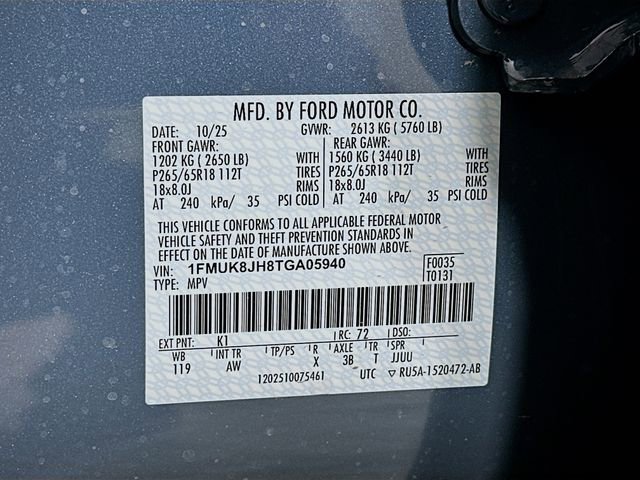 MFD. BY FORD MOTOR CO.
DATE: 10/25 GVWR: 2613 KG ( 5760 LB)
FRONT GAWR: REAR GAWR:
1202 KG ( 2650 LB) WITH 1560 KG ( 3440 LB) WITH
P265/65R18 112T TIRES P265/65R18 112T TIRES
18x8.0J RIMS 18x8.0J RIMS
AT 240 kPa/ 35 PSI COLD AT 240 kPa/ 35 PSI COLD
THIS VEHICLE CONFORMS TO ALL APPLICABLE FEDERAL MOTOR
VEHICLE SAFETY AND THEFT PREVENTION STANDARDS IN
EFFECT ON THE DATE OF MANUFACTURE SHOWN ABOVE.
VIN: 1FMUK8JH8TGA05940 F0035
TYPE: MPV T0131
EXT PNT: K1 RC: 72 DSO:
WB INT TR TP/PS R AXLE TR SPR
119 AW X 3B T JJUU
1202510075461 UTC ▽ RU5A-1520472-AB